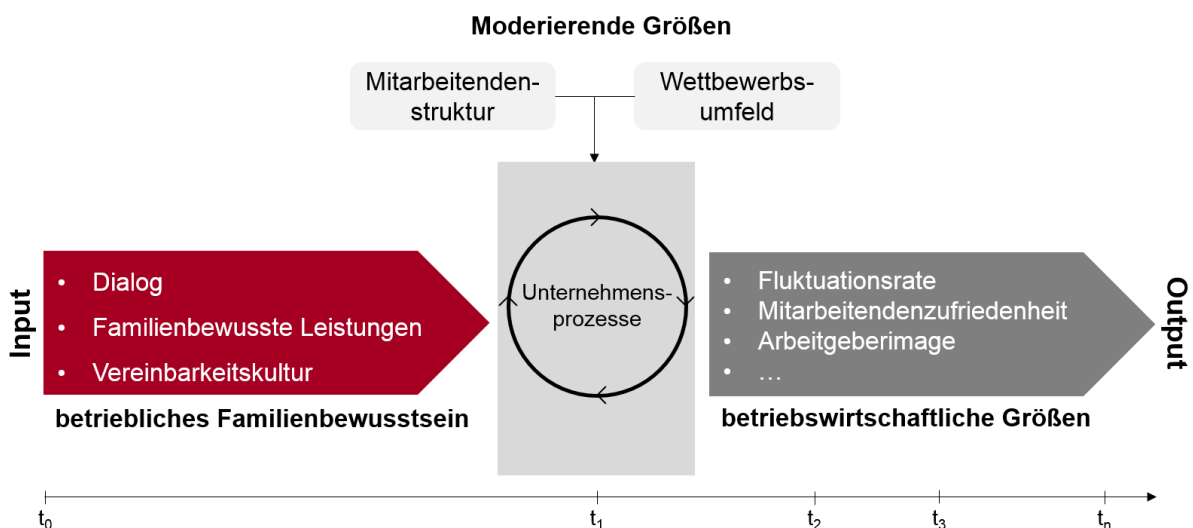 Moderierende Größen
Mitarbeitenden-
struktur
Wettbewerbs-
umfeld
Input
• Dialog
• Familienbewusste Leistungen
• Vereinbarkeitskultur
betriebliches Familienbewusstsein
Unternehmens-
prozesse
• Fluktuationsrate
• Mitarbeitendenzufriedenheit
• Arbeitgeberimage
• …
betriebswirtschaftliche Größen
Output
t0 t1 t2 t3 tn